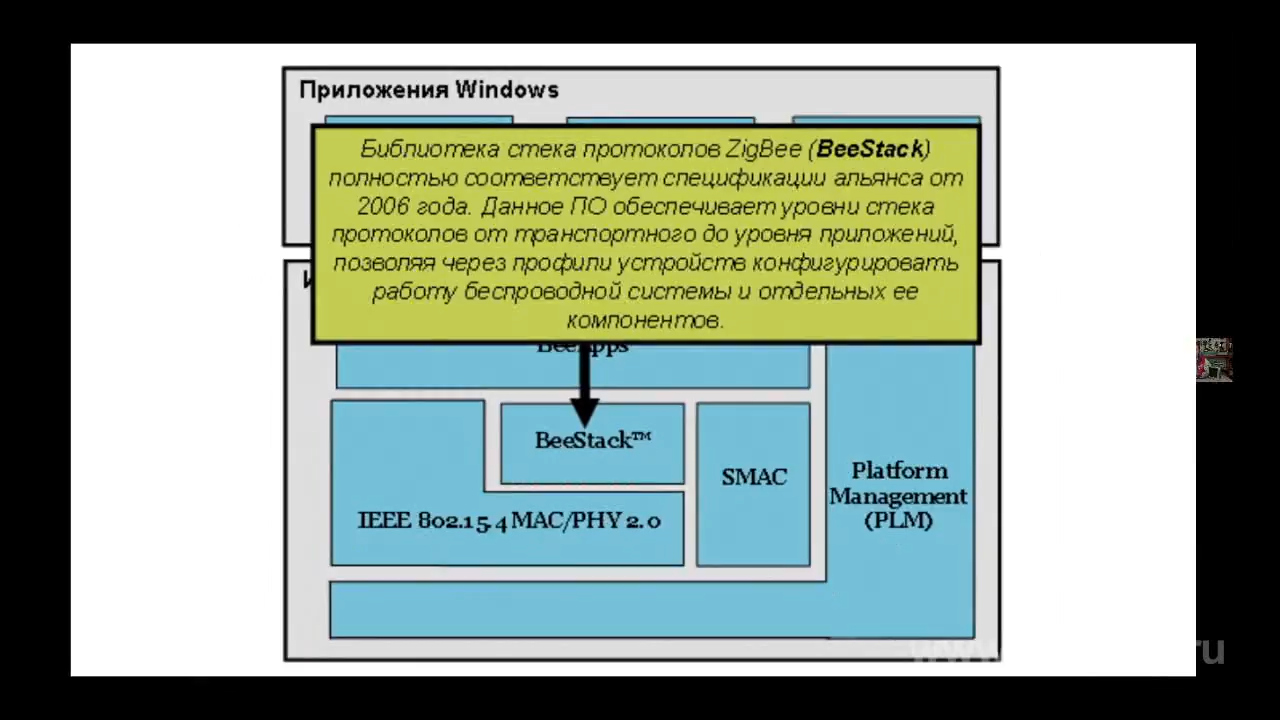 Приложения Windows
Библиотека стека протоколов ZigBee (BeeStack)
полностью соответствует спецификации альянса от
2006 года. Данное ПО обеспечивает уровни стека
протоколов от транспортного до уровня приложений,
позволяя через профили устройств конфигурировать
работу беспроводной системы и отдельных ее
компонентов.
BeeApps
BeeStack™
SMAC
Platform
Management
(PLM)
IEEE 802.15.4 MAC/PHY 2.0